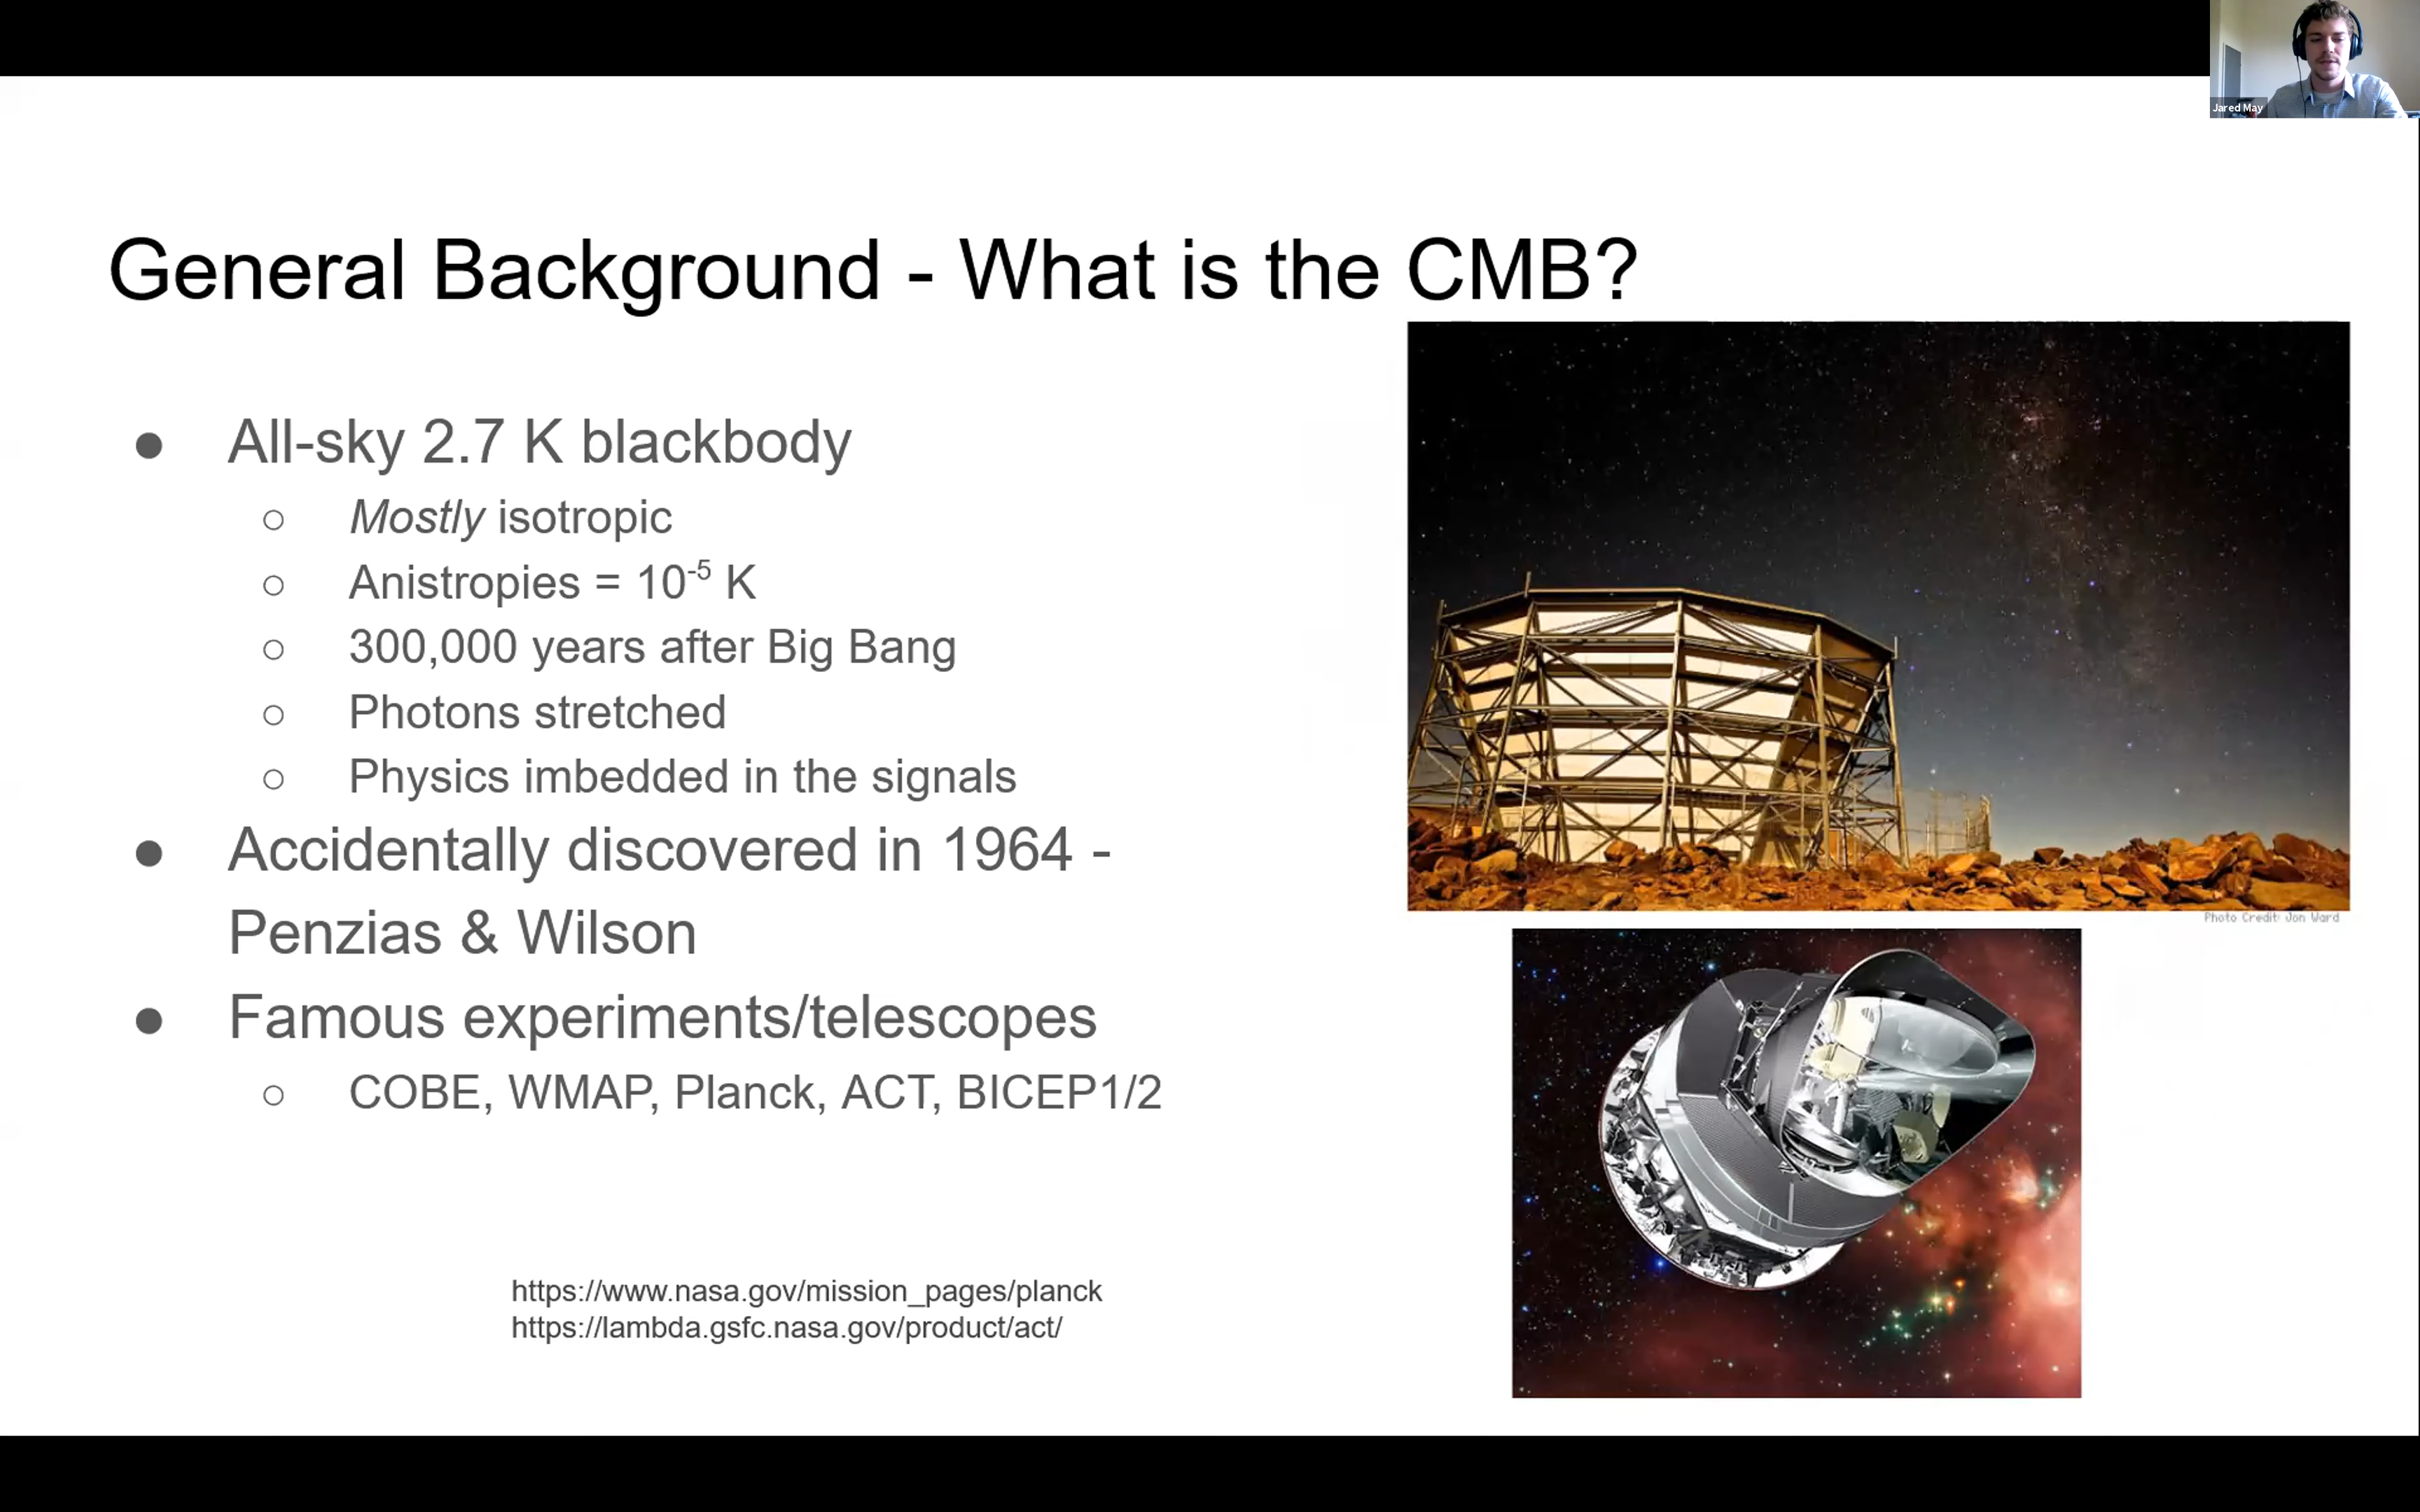 Jared May
General Background - What is the CMB?
● All-sky 2.7 K blackbody
○ Mostly isotropic
○ Anistropies = 10⁻⁵ K
○ 300,000 years after Big Bang
○ Photons stretched
○ Physics imbedded in the signals
● Accidentally discovered in 1964 -
Penzias & Wilson
● Famous experiments/telescopes
○ COBE, WMAP, Planck, ACT, BICEP1/2
Photo Credit: Jon Ward
https://www.nasa.gov/mission_pages/planck
https://lambda.gsfc.nasa.gov/product/act/